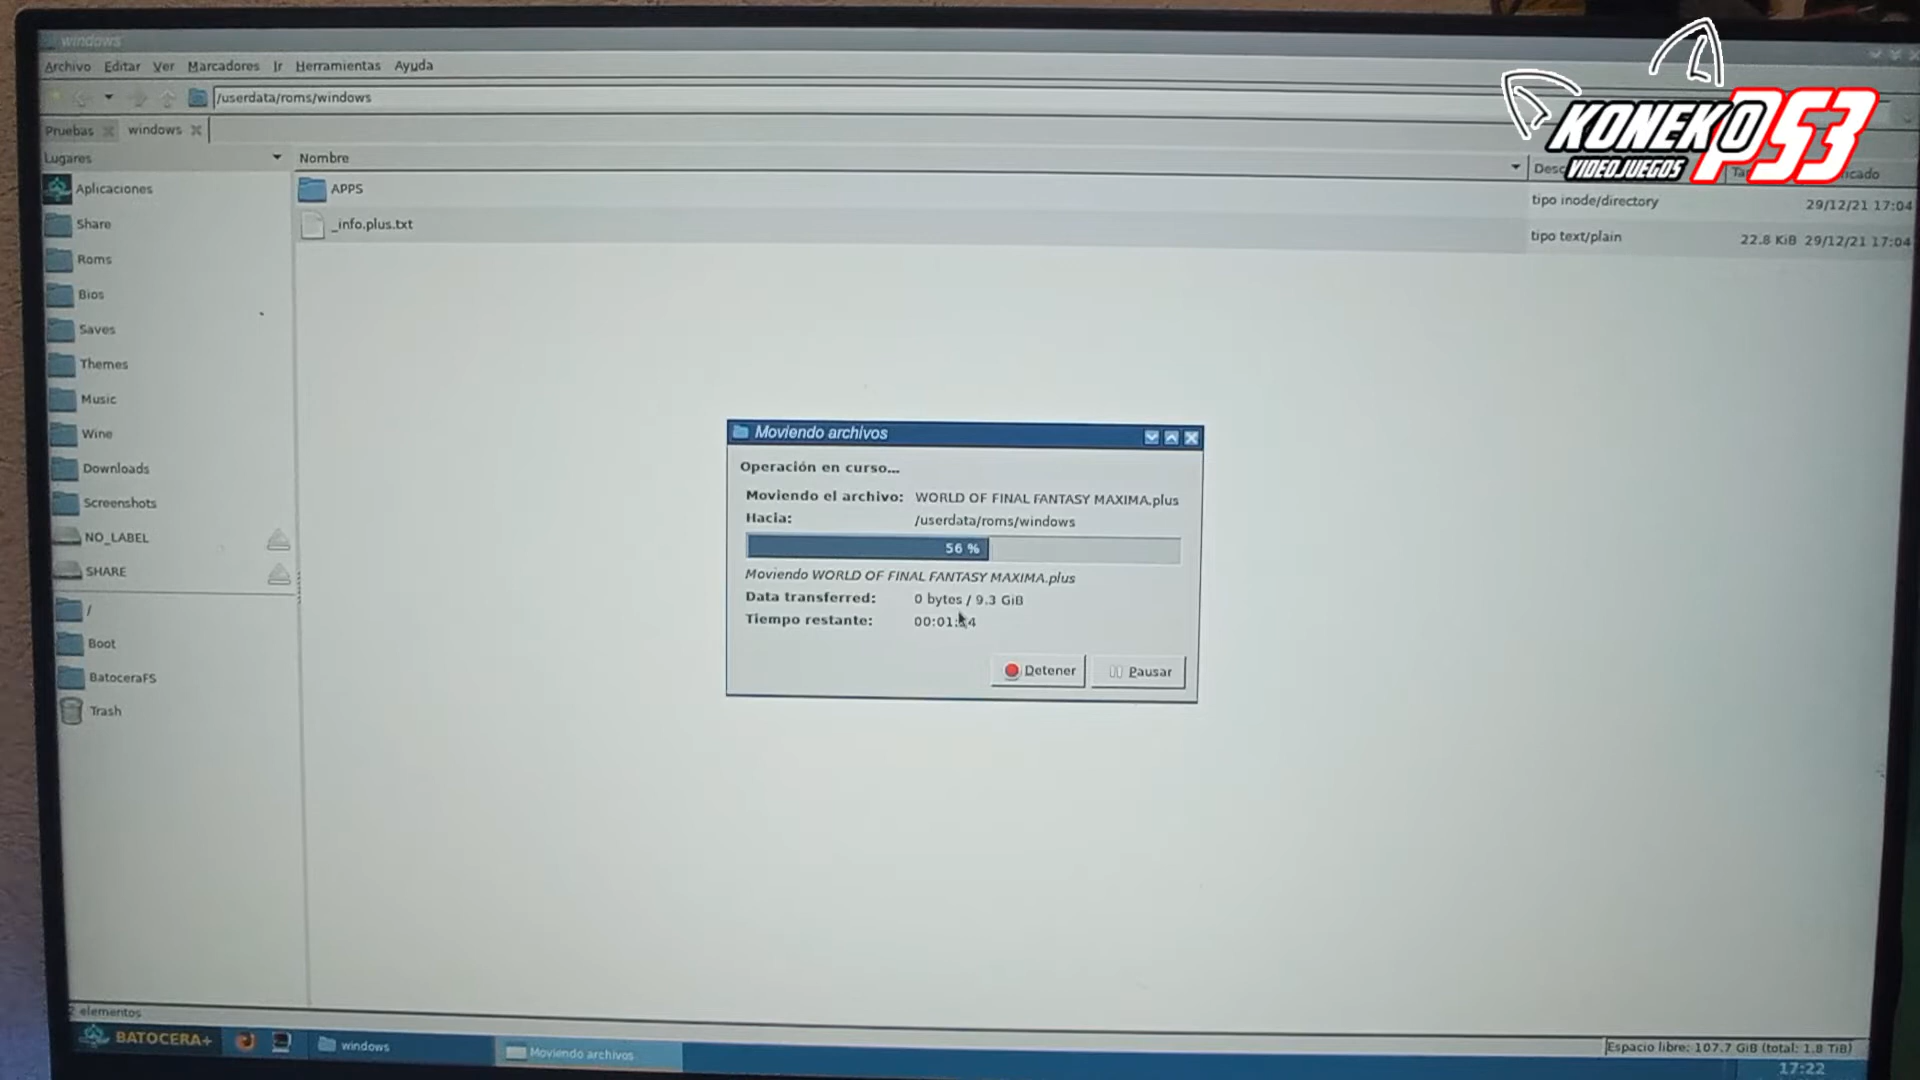 windows
Archivo Editar Ver Marcadores Ir Herramientas Ayuda
/userdata/roms/windows
Pruebas windows
Lugares Nombre
Aplicaciones
Share
Roms
Bios
Saves
Themes
Music
Wine
Downloads
Screenshots
NO_LABEL
SHARE
/
Boot
BatoceraFS
Trash
APPS tipo inode/directory 29/12/21 17:04
_info.plus.txt tipo text/plain 22.8 KiB 29/12/21 17:04
KONEKO PS3
VIDEOJUEGOS
Moviendo archivos
Operación en curso...
Moviendo el archivo: WORLD OF FINAL FANTASY MAXIMA.plus
Hacia: /userdata/roms/windows
56 %
Moviendo WORLD OF FINAL FANTASY MAXIMA.plus
Data transferred: 0 bytes / 9.3 GiB
Tiempo restante:
Detener Pausar
2 elementos
BATOCERA+ windows Moviendo archivos
Espacio libre: 107.7 GiB (total: 1.8 TiB)
17:22